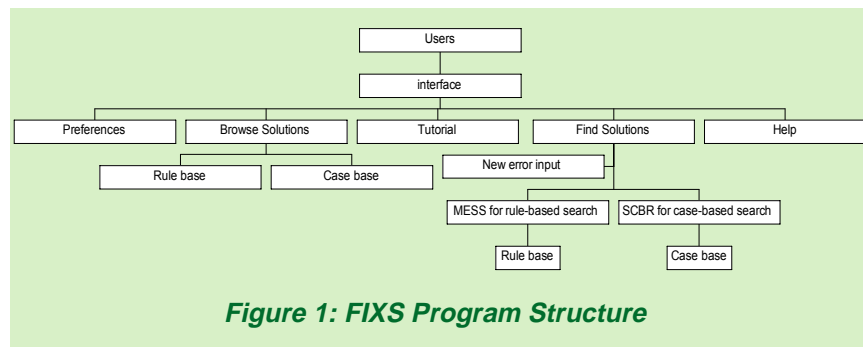 Users
interface
Preferences
Browse Solutions
Tutorial
Find Solutions
Help
Rule base
Case base
New error input
MESS for rule-based search
SCBR for case-based search
Rule base
Case base
Figure 1: FIXS Program Structure